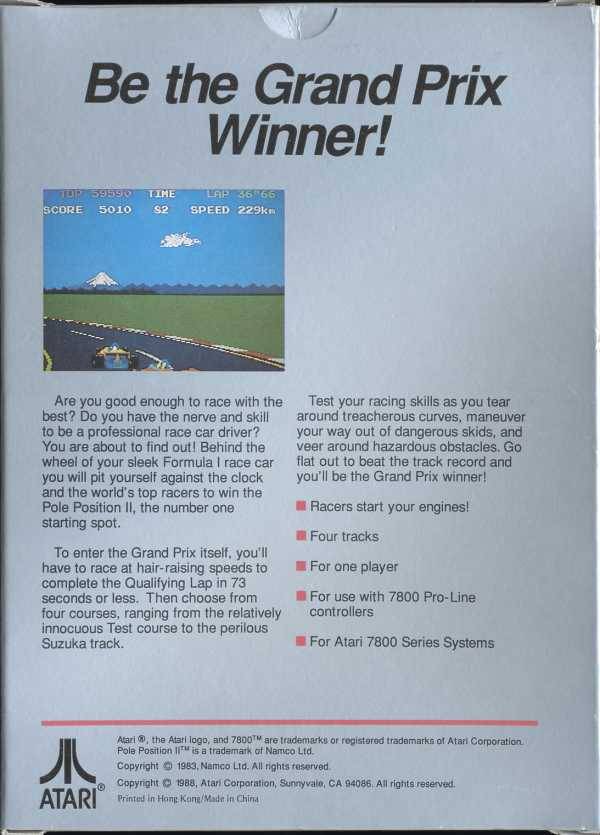 Be the Grand Prix
Winner!
TOP 59590 TIME LAP 36"66
SCORE 5010 82 SPEED 229km
Are you good enough to race with the
best? Do you have the nerve and skill
to be a professional race car driver?
You are about to find out! Behind the
wheel of your sleek Formula I race car
you will pit yourself against the clock
and the world's top racers to win the
Pole Position II, the number one
starting spot.
To enter the Grand Prix itself, you'll
have to race at hair-raising speeds to
complete the Qualifying Lap in 73
seconds or less. Then choose from
four courses, ranging from the relatively
innocuous Test course to the perilous
Suzuka track.
Test your racing skills as you tear
around treacherous curves, maneuver
your way out of dangerous skids, and
veer around hazardous obstacles. Go
flat out to beat the track record and
you'll be the Grand Prix winner!
■ Racers start your engines!
■ Four tracks
■ For one player
■ For use with 7800 Pro-Line
controllers
■ For Atari 7800 Series Systems
Atari ®, the Atari logo, and 7800™ are trademarks or registered trademarks of Atari Corporation.
Pole Position II™ is a trademark of Namco Ltd.
Copyright © 1983, Namco Ltd. All rights reserved.
Copyright © 1988, Atari Corporation, Sunnyvale, CA 94086. All rights reserved.
Printed in Hong Kong/Made in China
ATARI®